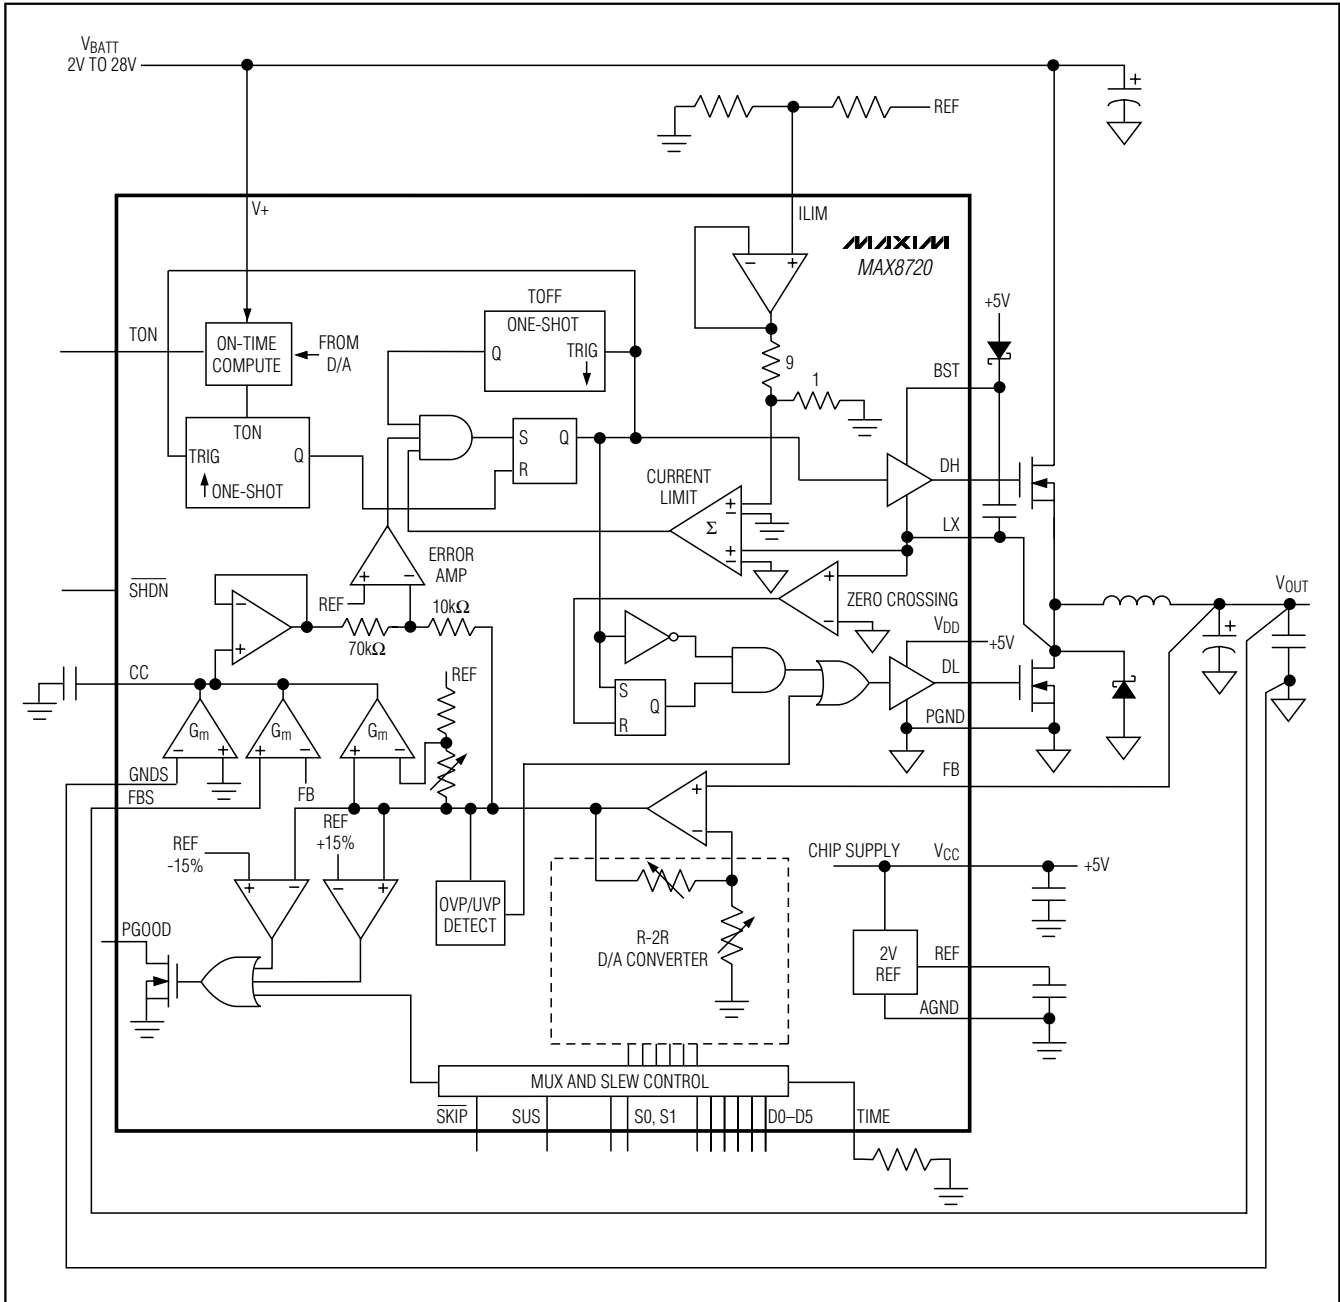 VBATT
2V TO 28V
REF
V+
ILIM
MAXIM
MAX8720
TOFF
ONE-SHOT
Q
TRIG
+5V
TON
ON-TIME
COMPUTE
FROM
D/A
9
1
BST
TON
TRIG
Q
ONE-SHOT
S
Q
R
CURRENT
LIMIT
Σ
DH
LX
ERROR
AMP
SHDN
REF
10kΩ
70kΩ
ZERO CROSSING
VDD
+5V
VOUT
CC
REF
S
Q
R
DL
PGND
Gm
Gm
Gm
GNDS
FBS
FB
FB
REF
-15%
REF
+15%
CHIP SUPPLY
VCC
+5V
OVP/UVP
DETECT
PGOOD
R-2R
D/A CONVERTER
2V
REF
REF
AGND
MUX AND SLEW CONTROL
SKIP
SUS
S0, S1
D0–D5
TIME